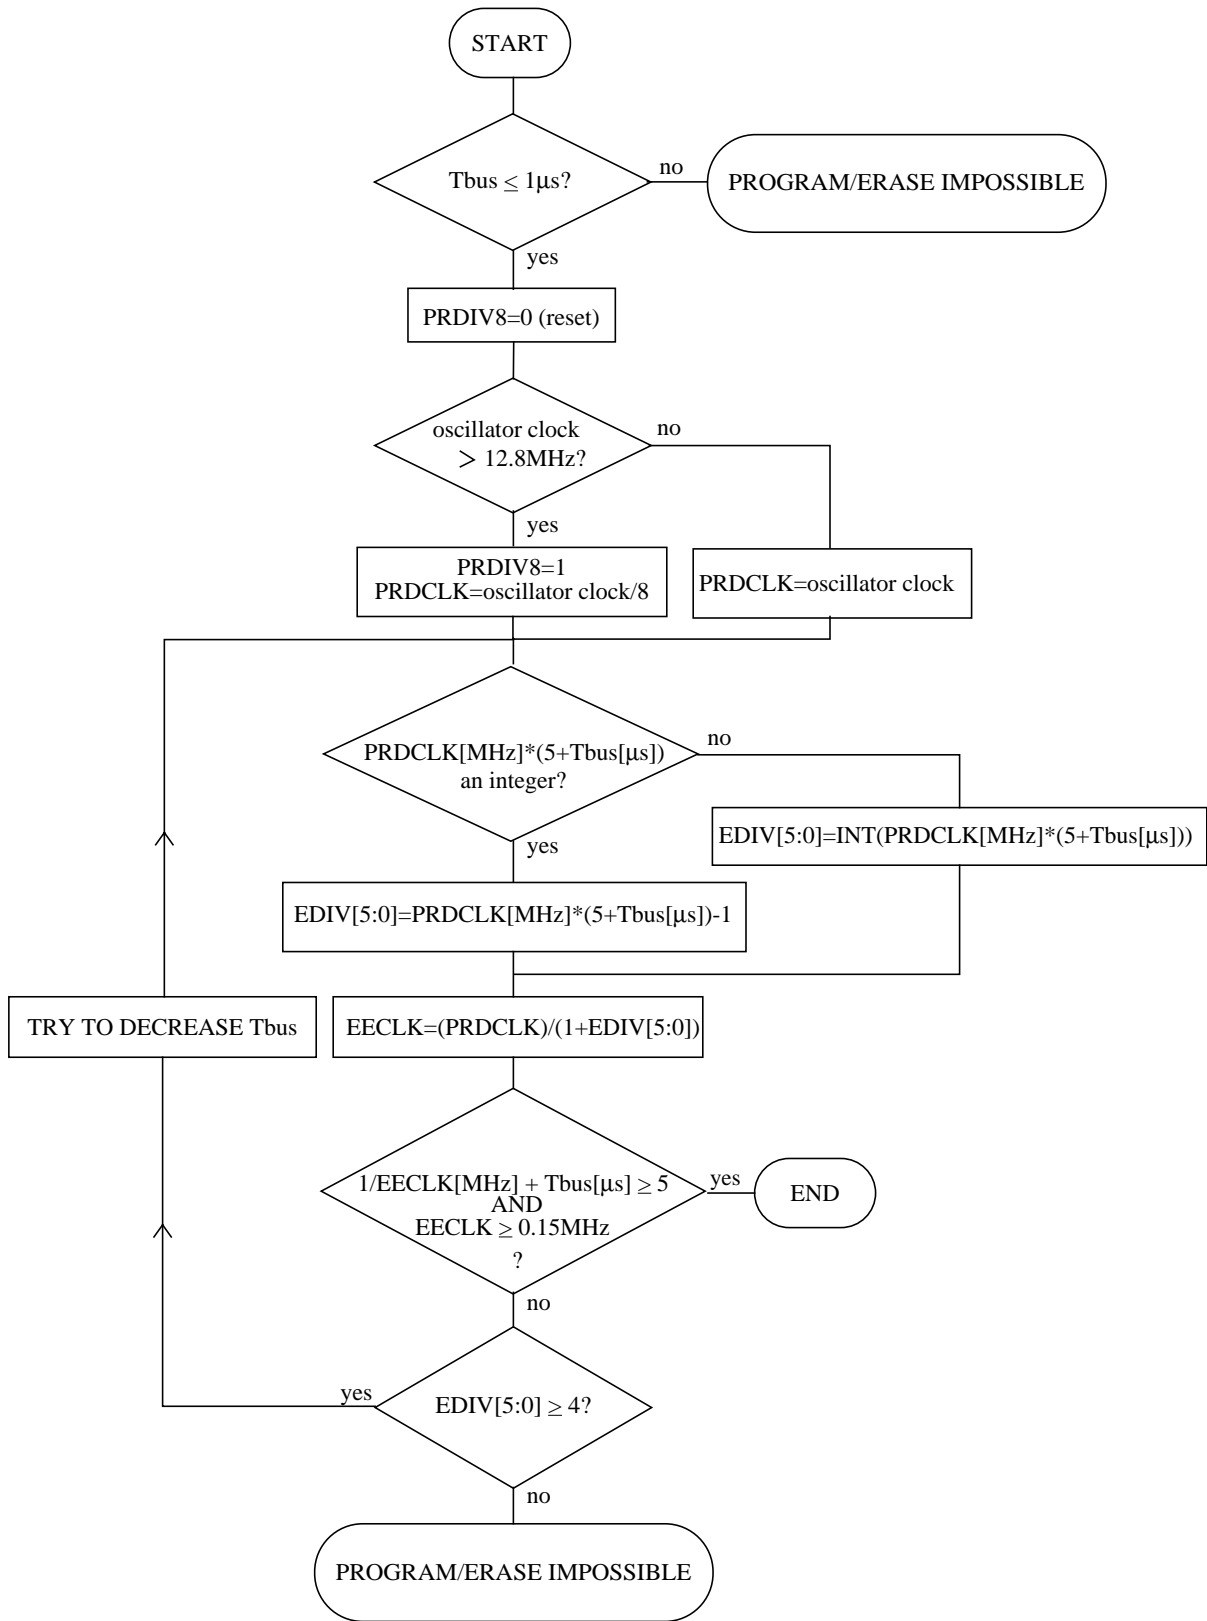 START
Tbus ≤ 1μs?
no
PROGRAM/ERASE IMPOSSIBLE
yes
PRDIV8=0 (reset)
oscillator clock
> 12.8MHz?
no
yes
PRDIV8=1
PRDCLK=oscillator clock/8
PRDCLK=oscillator clock
PRDCLK[MHz]*(5+Tbus[μs])
an integer?
no
yes
EDIV[5:0]=INT(PRDCLK[MHz]*(5+Tbus[μs]))
EDIV[5:0]=PRDCLK[MHz]*(5+Tbus[μs])-1
TRY TO DECREASE Tbus
EECLK=(PRDCLK)/(1+EDIV[5:0])
1/EECLK[MHz] + Tbus[μs] ≥ 5
AND
EECLK ≥ 0.15MHz
?
yes
END
no
EDIV[5:0] ≥ 4?
yes
no
PROGRAM/ERASE IMPOSSIBLE